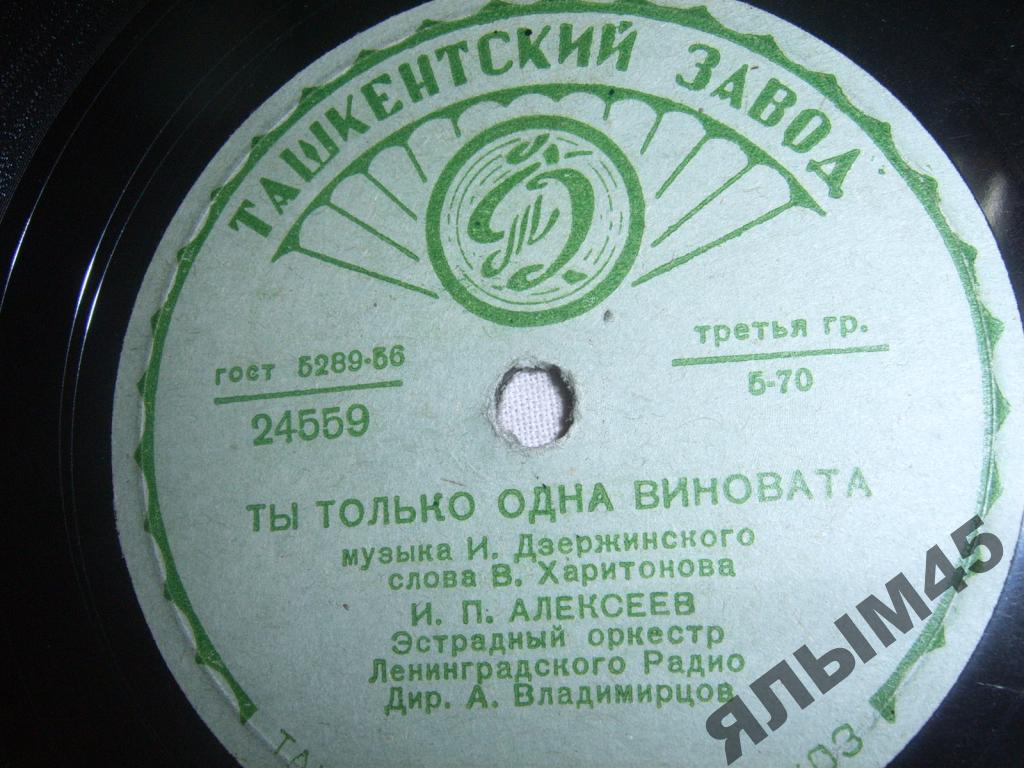 ТАШКЕНТСКИЙ ЗАВОД
гост 5289-56
24559
третья гр.
5-70
ТЫ ТОЛЬКО ОДНА ВИНОВАТА
музыка И. Дзержинского
слова В. Харитонова
И. П. АЛЕКСЕЕВ
Эстрадный оркестр
Ленинградского Радио
Дир. А. Владимирцов
ЯЛЫМ45